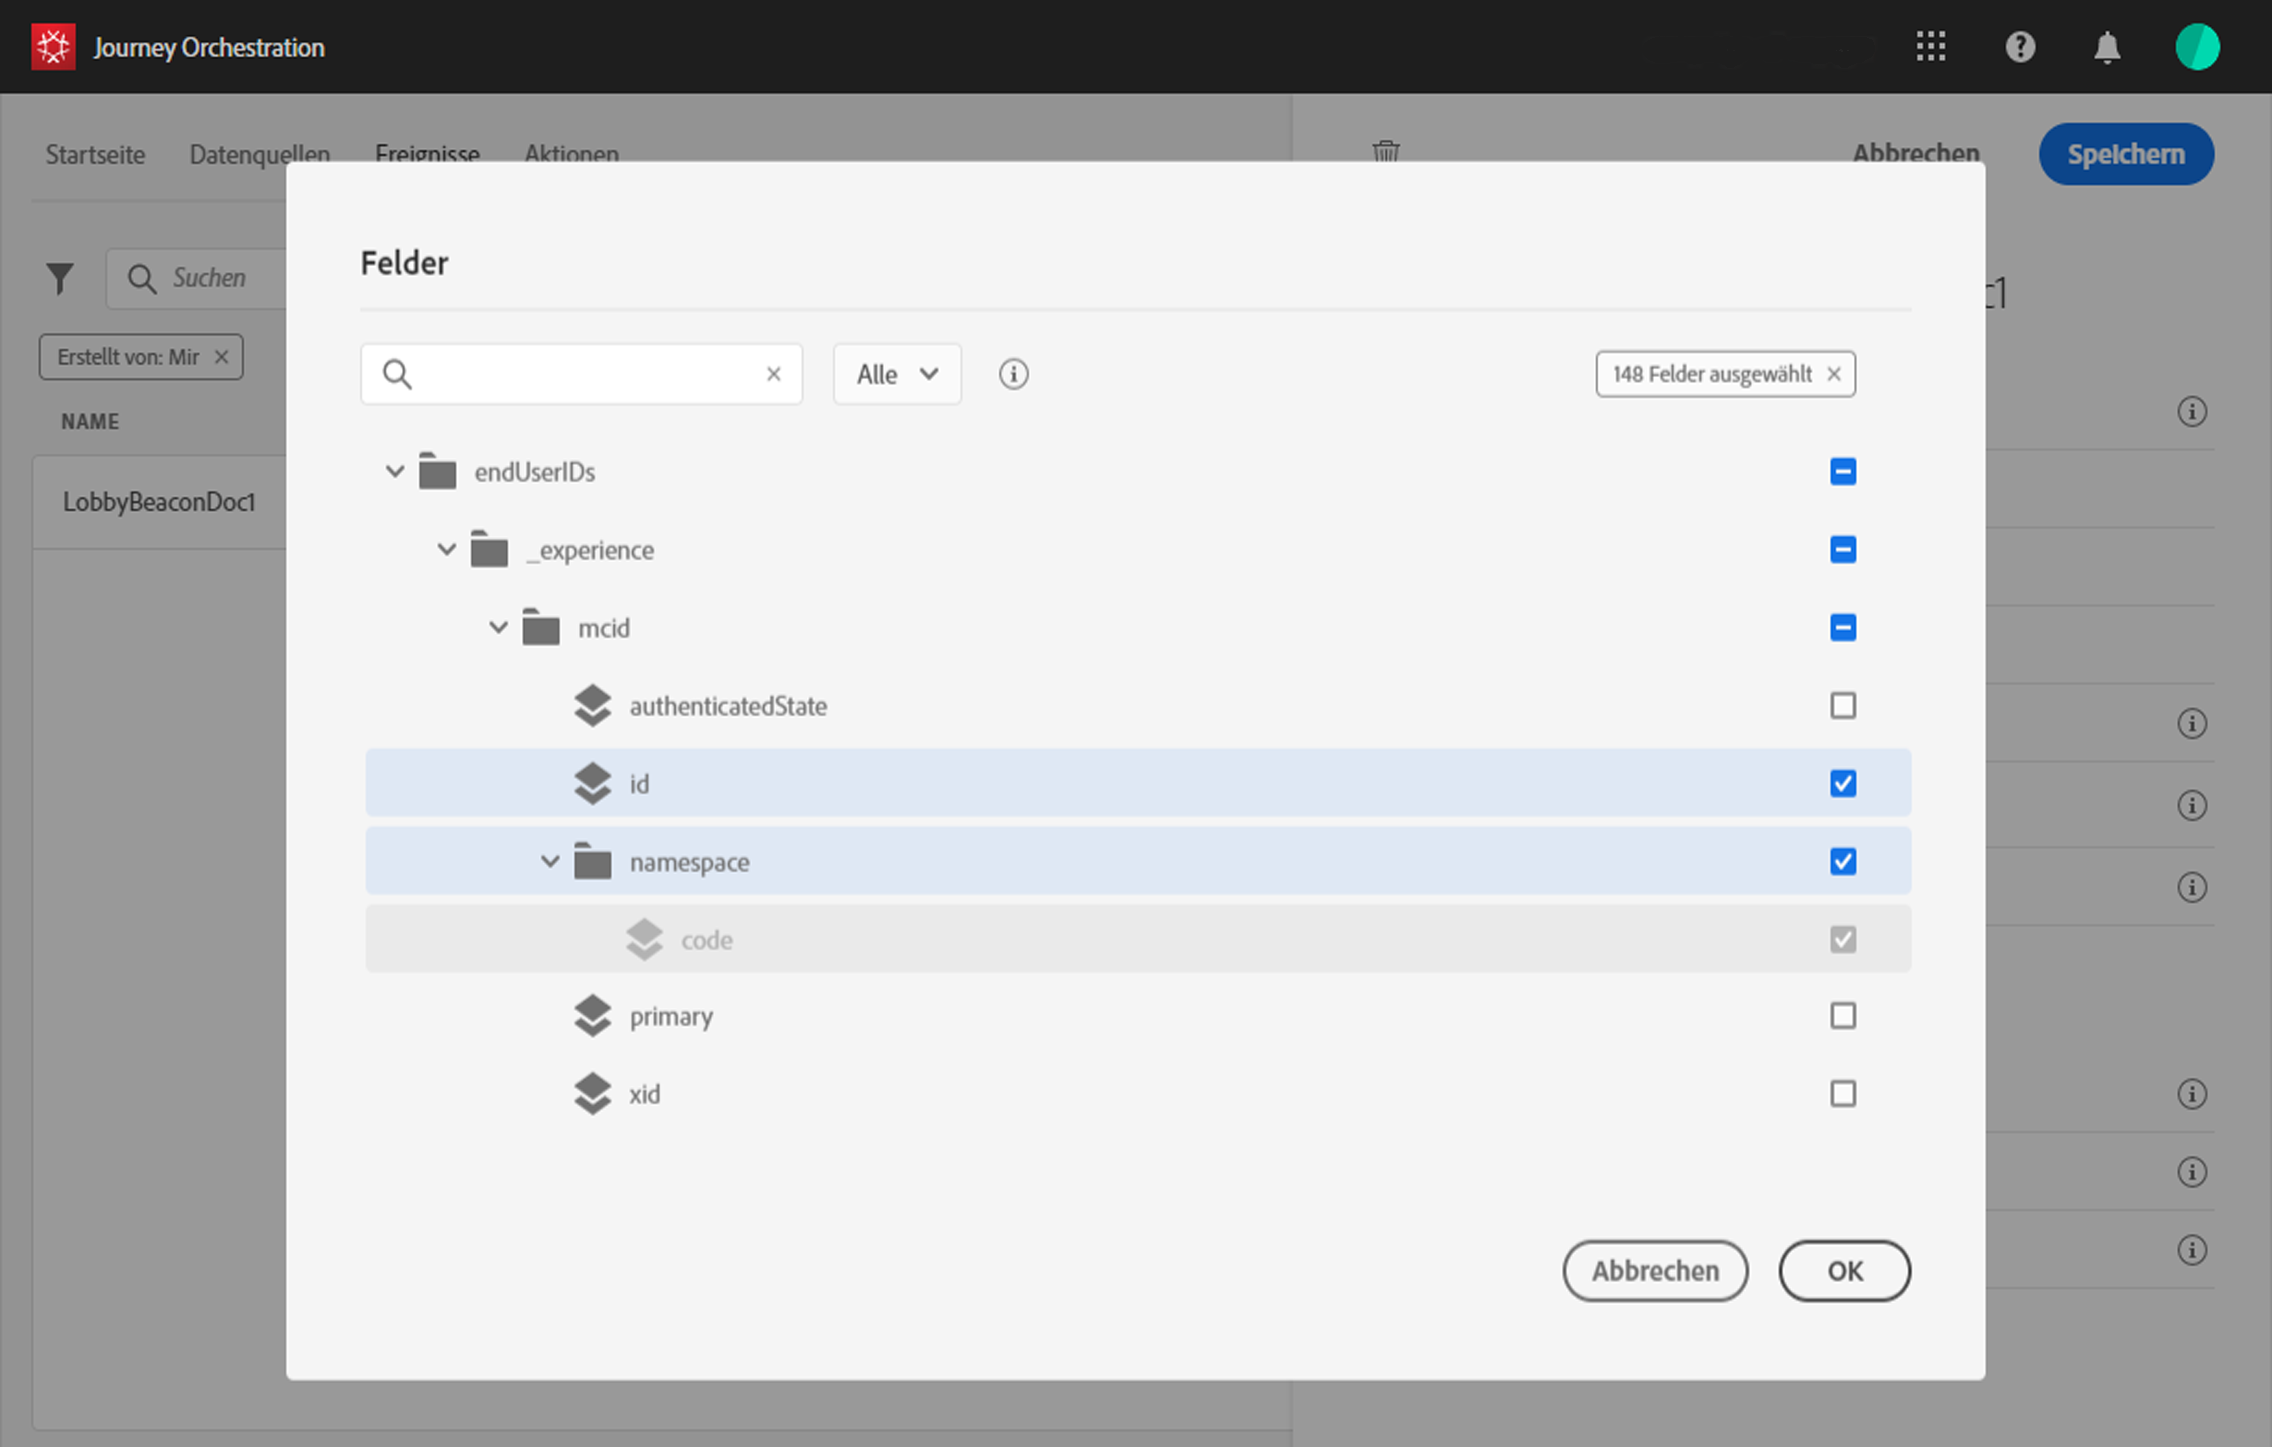 Journey Orchestration
Startseite Datenquellen Ereignisse Aktionen Abbrechen Speichern
Felder
Suchen
Erstellt von: Mir
Alle
148 Felder ausgewählt
NAME
endUserIDs
LobbyBeaconDoc1
_experience
mcid
authenticatedState
id
namespace
code
primary
xid
Abbrechen OK